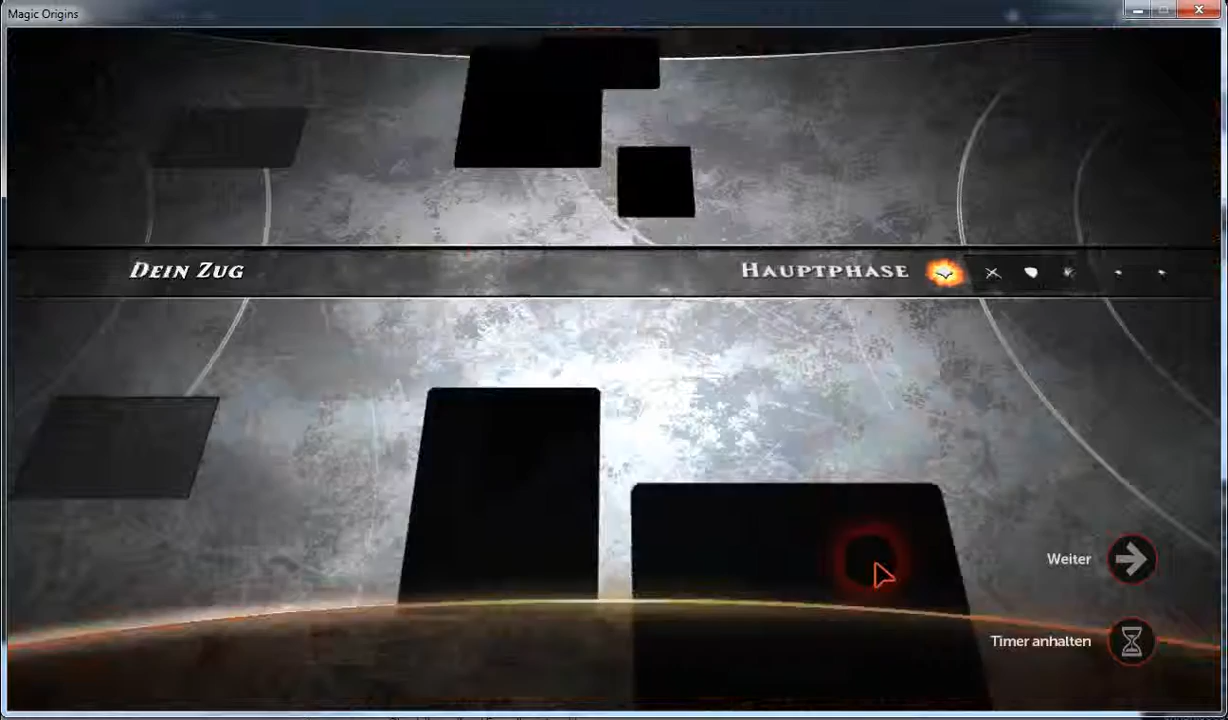 Magic Origins
Dein Zug
Hauptphase
Weiter
Timer anhalten